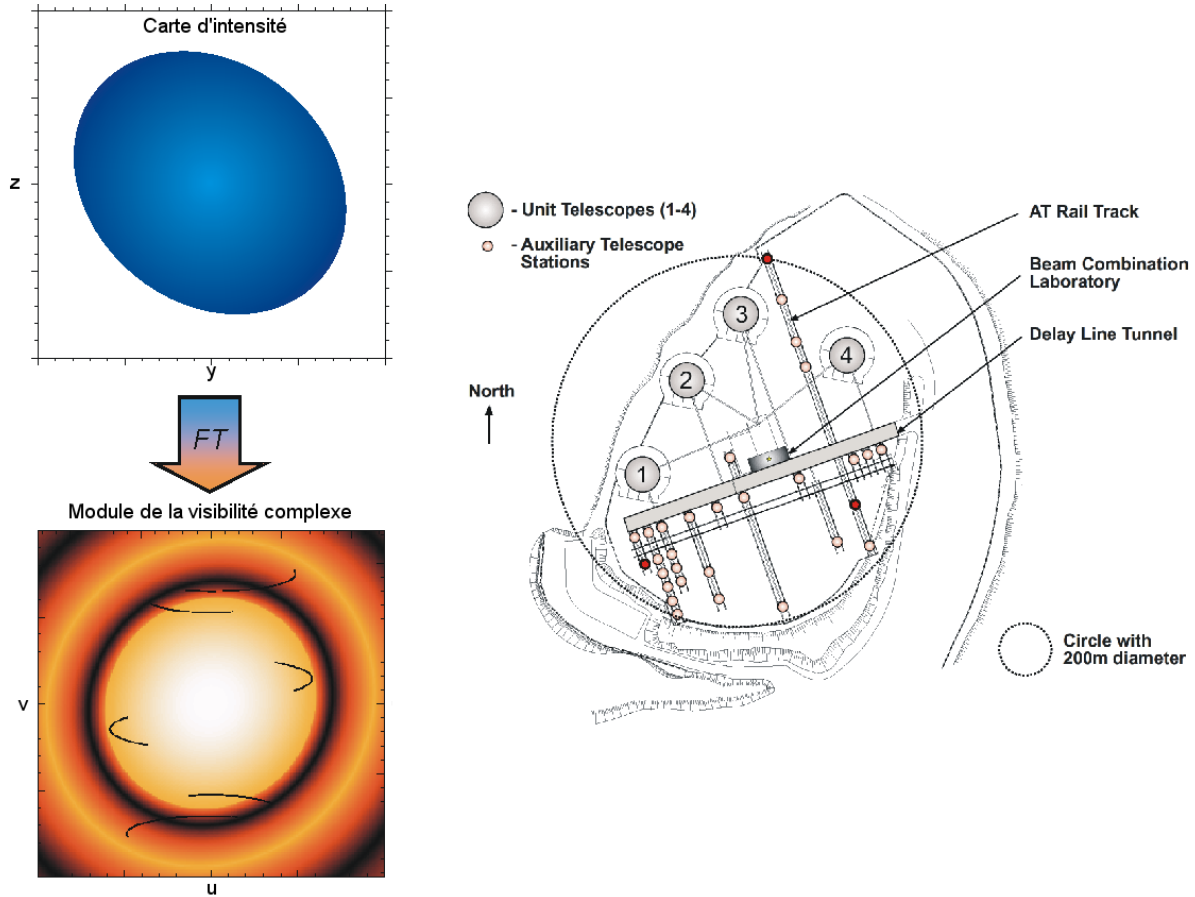 Carte d'intensité
z
y
FT
Module de la visibilité complexe
v
u
- Unit Telescopes (1-4)
- Auxiliary Telescope
Stations
AT Rail Track
Beam Combination
Laboratory
Delay Line Tunnel
North
3
4
2
1
Circle with
200m diameter